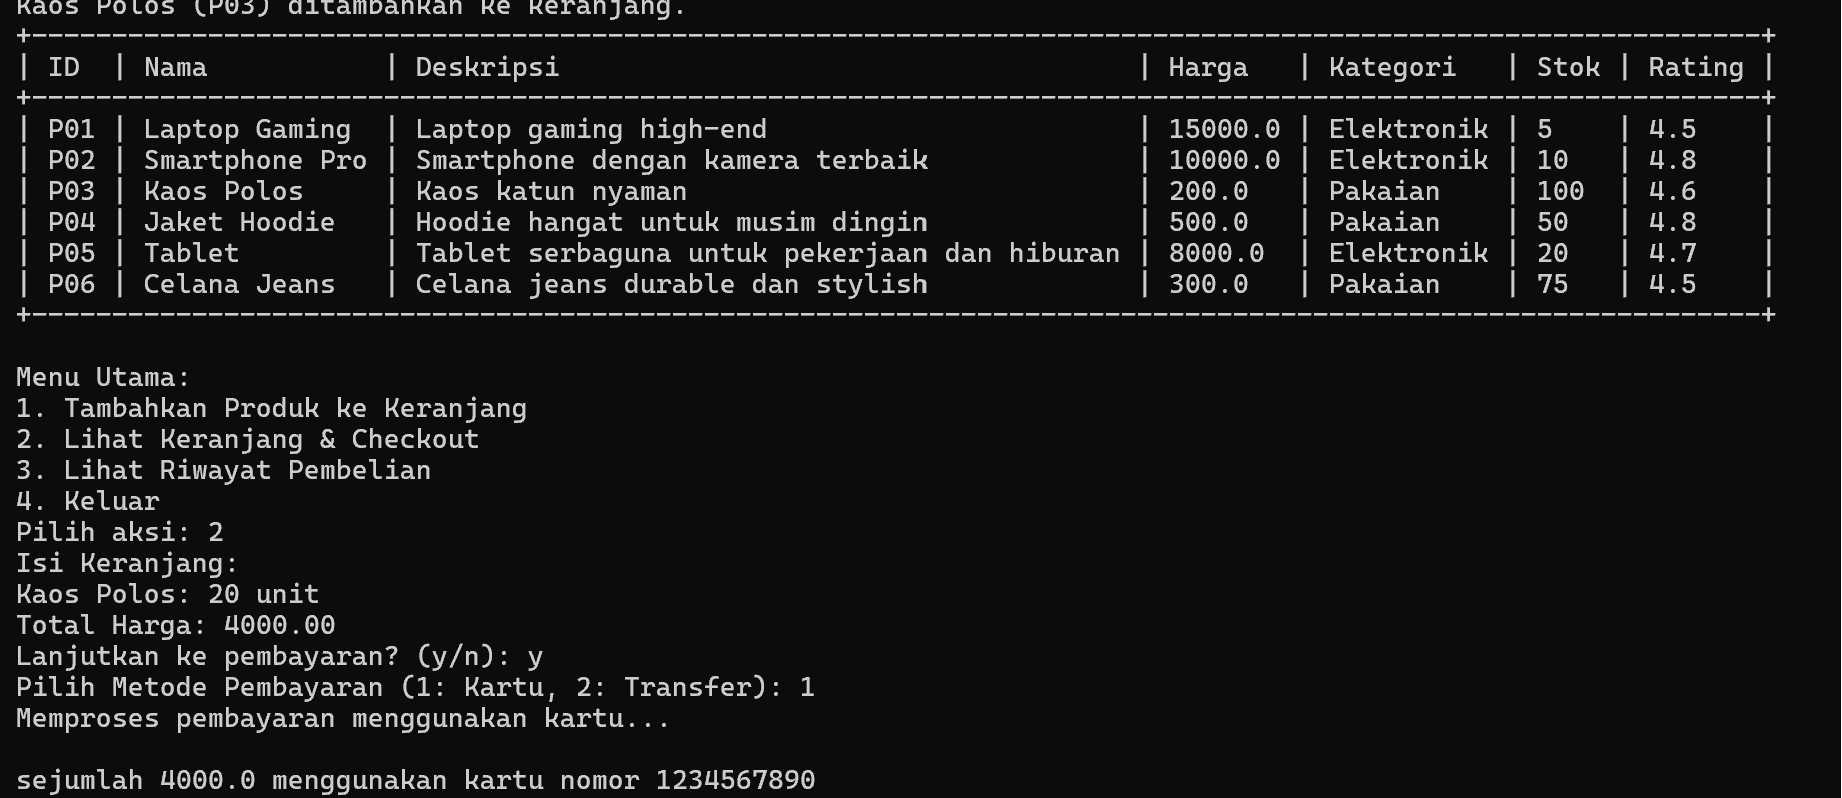 Kaos Polos (P03) ditambahkan ke keranjang.
+------------------------------------------------------------------------------------------------------------+
| ID  | Nama           | Deskripsi                                    | Harga   | Kategori   | Stok | Rating |
+------------------------------------------------------------------------------------------------------------+
| P01 | Laptop Gaming  | Laptop gaming high-end                       | 15000.0 | Elektronik | 5    | 4.5    |
| P02 | Smartphone Pro | Smartphone dengan kamera terbaik             | 10000.0 | Elektronik | 10   | 4.8    |
| P03 | Kaos Polos     | Kaos katun nyaman                            | 200.0   | Pakaian    | 100  | 4.6    |
| P04 | Jaket Hoodie   | Hoodie hangat untuk musim dingin             | 500.0   | Pakaian    | 50   | 4.8    |
| P05 | Tablet         | Tablet serbaguna untuk pekerjaan dan hiburan | 8000.0  | Elektronik | 20   | 4.7    |
| P06 | Celana Jeans   | Celana jeans durable dan stylish             | 300.0   | Pakaian    | 75   | 4.5    |
+------------------------------------------------------------------------------------------------------------+
Menu Utama:
1. Tambahkan Produk ke Keranjang
2. Lihat Keranjang & Checkout
3. Lihat Riwayat Pembelian
4. Keluar
Pilih aksi: 2
Isi Keranjang:
Kaos Polos: 20 unit
Total Harga: 4000.00
Lanjutkan ke pembayaran? (y/n): y
Pilih Metode Pembayaran (1: Kartu, 2: Transfer): 1
Memproses pembayaran menggunakan kartu...
sejumlah 4000.0 menggunakan kartu nomor 1234567890